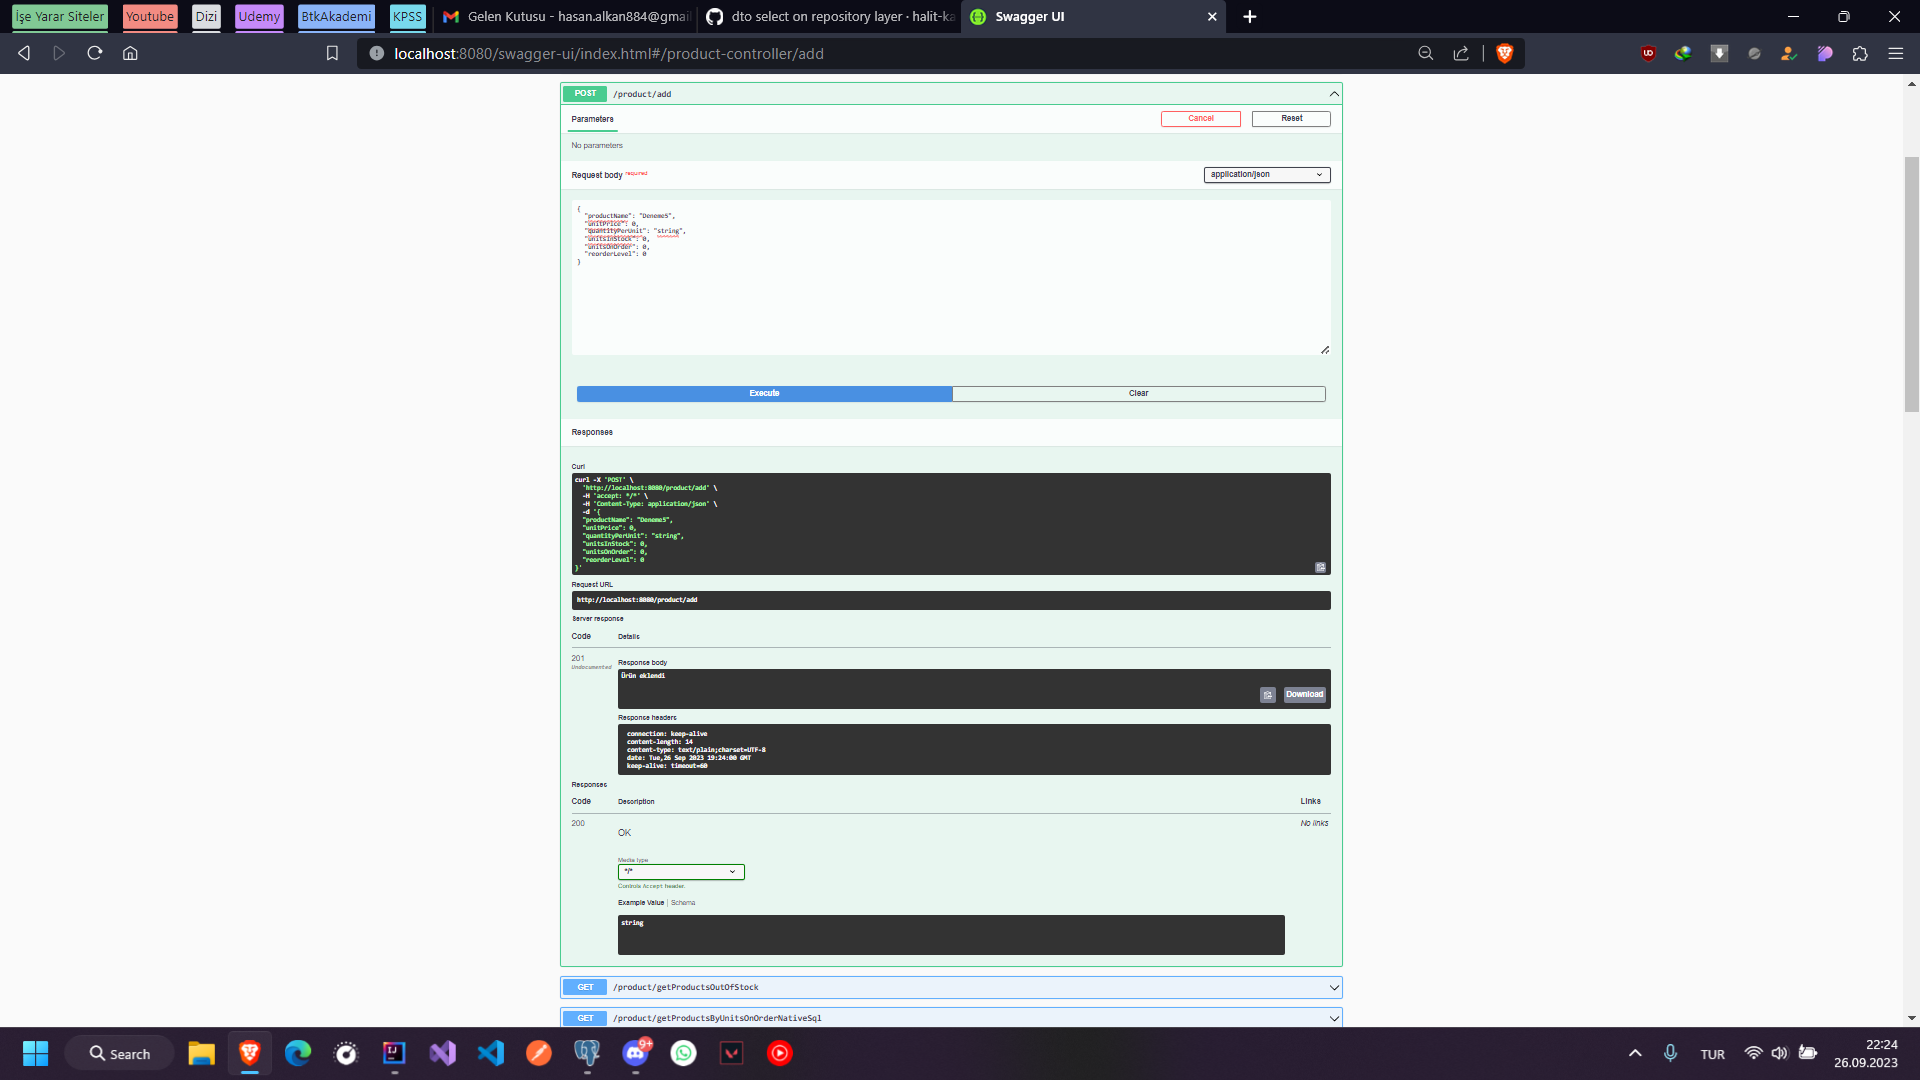 İşe Yarar Siteler
Youtube
Dizi
Udemy
BtkAkademi
KPSS
Gelen Kutusu - hasan.alkan884@gmai
dto select on repository layer · halit-ka
Swagger UI
localhost:8080/swagger-ui/index.html#/product-controller/add
POST /product/add
Parameters
Cancel
Reset
No parameters
Request body required
application/json
{
"productName": "Deneme5",
"unitPrice": 0,
"quantityPerUnit": "string",
"unitsInStock": 0,
"unitsOnOrder": 0,
"reorderLevel": 0
}
Execute
Clear
Responses
Curl
curl -X 'POST' \
'http://localhost:8080/product/add' \
-H 'accept: */*' \
-H 'Content-Type: application/json' \
-d '{
"productName": "Deneme5",
"unitPrice": 0,
"quantityPerUnit": "string",
"unitsInStock": 0,
"unitsOnOrder": 0,
"reorderLevel": 0
}'
Request URL
http://localhost:8080/product/add
Server response
Code Details
201
Undocumented
Response body
Ürün eklendi
Download
Response headers
connection: keep-alive
content-length: 14
content-type: text/plain;charset=UTF-8
date: Tue,26 Sep 2023 19:24:00 GMT
keep-alive: timeout=60
Responses
Code Description Links
200 OK No links
Media type
*/*
Controls Accept header.
Example Value | Schema
string
GET /product/getProductsOutOfStock
GET /product/getProductsByUnitsOnOrderNativeSql
Search
9+
TUR
22:24
26.09.2023